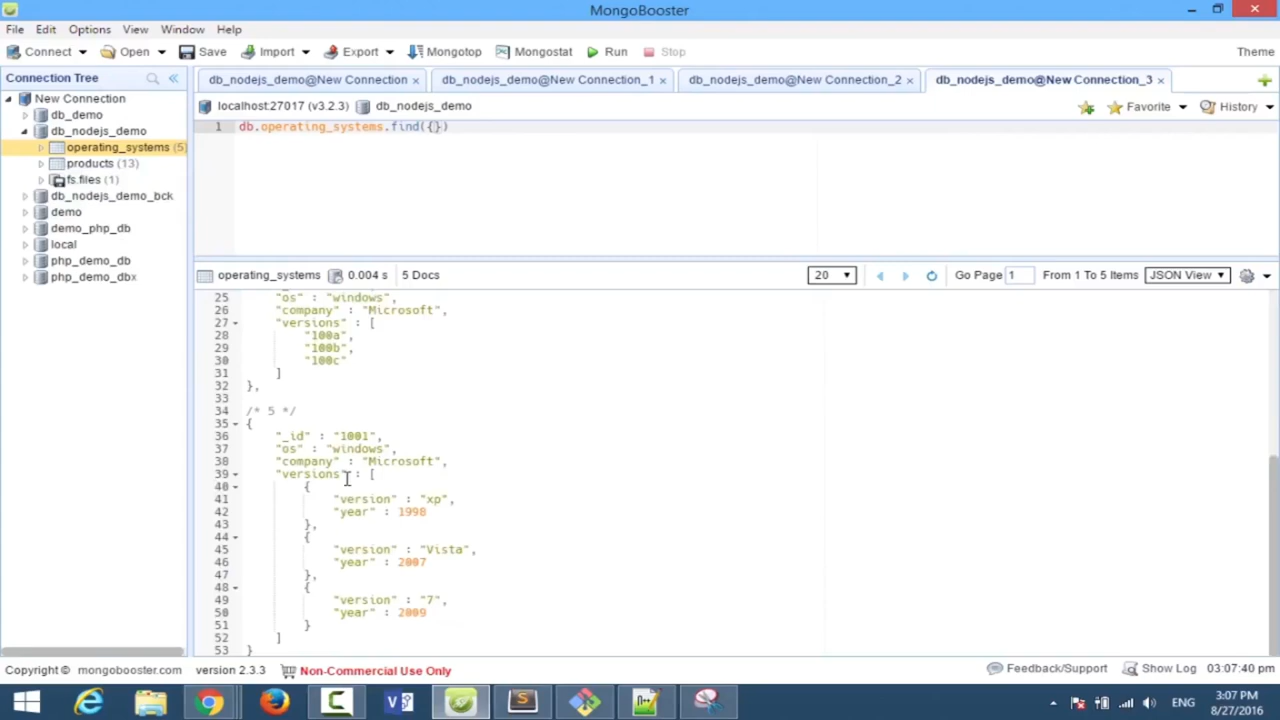 MongoBooster
File Edit Options View Window Help
Connect Open Save Import Export Mongotop Mongostat Run Stop Theme
Connection Tree
New Connection
db_demo
db_nodejs_demo
operating_systems (5)
products (13)
fs.files (1)
db_nodejs_demo_bck
demo
demo_php_db
local
php_demo_db
php_demo_dbx
db_nodejs_demo@New Connection × db_nodejs_demo@New Connection_1 × db_nodejs_demo@New Connection_2 × db_nodejs_demo@New Connection_3 ×
localhost:27017 (v3.2.3) db_nodejs_demo Favorite History
1 db.operating_systems.find({})
operating_systems 0.004 s 5 Docs 20 Go Page 1 From 1 To 5 Items JSON View
25 "os" : "windows",
26 "company" : "Microsoft",
27 "versions" : [
28 "100a",
29 "100b",
30 "100c"
31 ]
32 },
33
34 /* 5 */
35 {
36 "_id" : "1001",
37 "os" : "windows",
38 "company" : "Microsoft",
39 "versions" : [
40 {
41 "version" : "xp",
42 "year" : 1998
43 },
44 {
45 "version" : "Vista",
46 "year" : 2007
47 },
48 {
49 "version" : "7",
50 "year" : 2009
51 }
52 ]
53 }
Copyright © mongobooster.com version 2.3.3 Non-Commercial Use Only Feedback/Support Show Log 03:07:40 pm
ENG 3:07 PM
8/27/2016